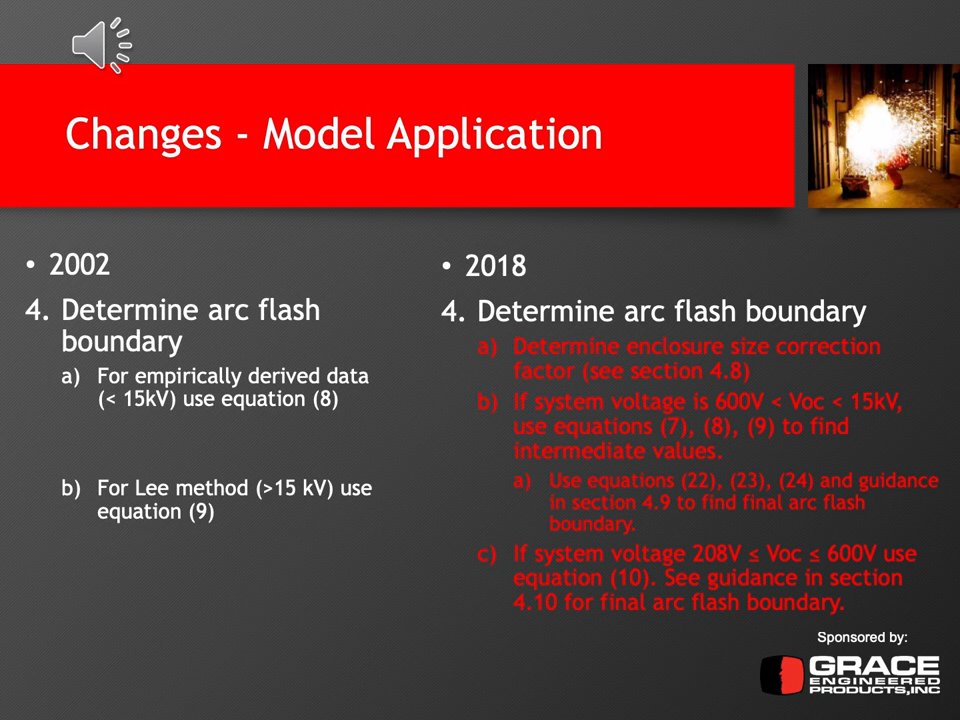 Changes - Model Application
• 2002
4. Determine arc flash
boundary
a) For empirically derived data
(< 15kV) use equation (8)
b) For Lee method (>15 kV) use
equation (9)
• 2018
4. Determine arc flash boundary
a) Determine enclosure size correction
factor (see section 4.8)
b) If system voltage is 600V < Voc < 15kV,
use equations (7), (8), (9) to find
intermediate values.
a) Use equations (22), (23), (24) and guidance
in section 4.9 to find final arc flash
boundary.
c) If system voltage 208V ≤ Voc ≤ 600V use
equation (10). See guidance in section
4.10 for final arc flash boundary.
Sponsored by:
GRACE
ENGINEERED
PRODUCTS,INC